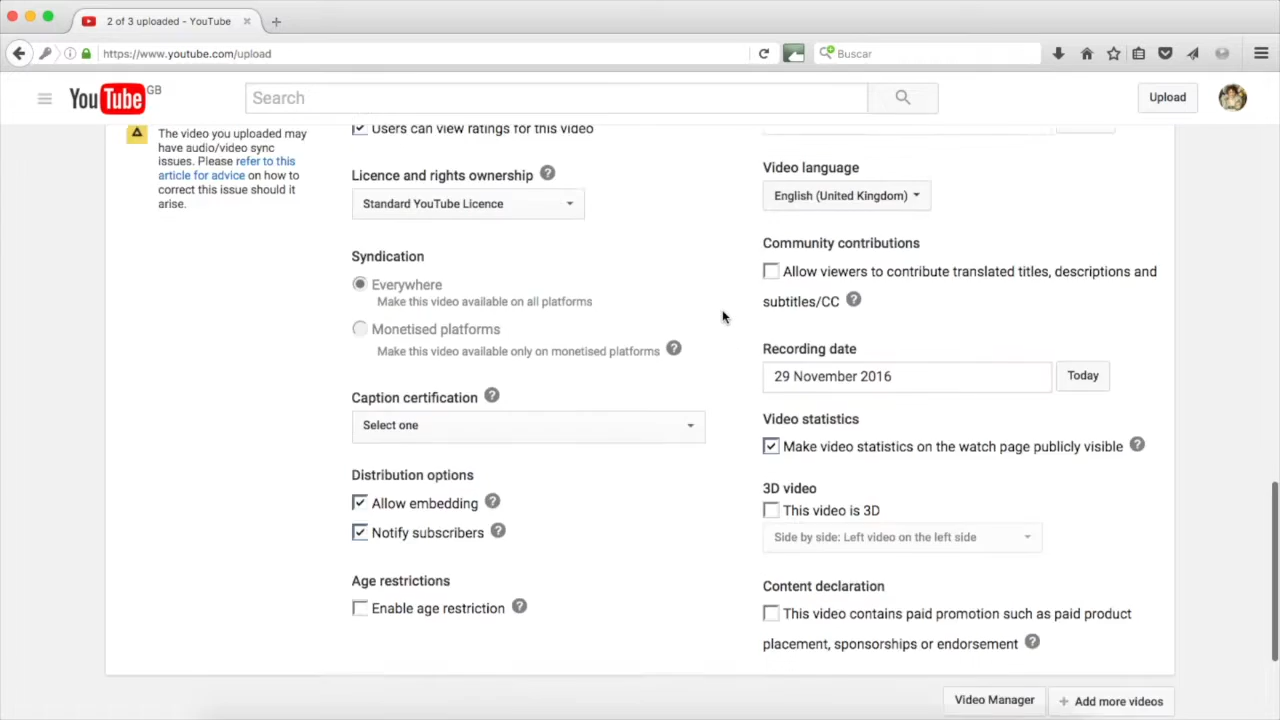 2 of 3 uploaded - YouTube
https://www.youtube.com/upload
Buscar
YouTube GB
Search
Upload
The video you uploaded may
have audio/video sync
issues. Please refer to this
article for advice on how to
correct this issue should it
arise.
Users can view ratings for this video
Licence and rights ownership
Standard YouTube Licence
Syndication
Everywhere
Make this video available on all platforms
Monetised platforms
Make this video available only on monetised platforms
Caption certification
Select one
Distribution options
Allow embedding
Notify subscribers
Age restrictions
Enable age restriction
Video language
English (United Kingdom)
Community contributions
Allow viewers to contribute translated titles, descriptions and
subtitles/CC
Recording date
29 November 2016
Today
Video statistics
Make video statistics on the watch page publicly visible
3D video
This video is 3D
Side by side: Left video on the left side
Content declaration
This video contains paid promotion such as paid product
placement, sponsorships or endorsement
Video Manager
+ Add more videos